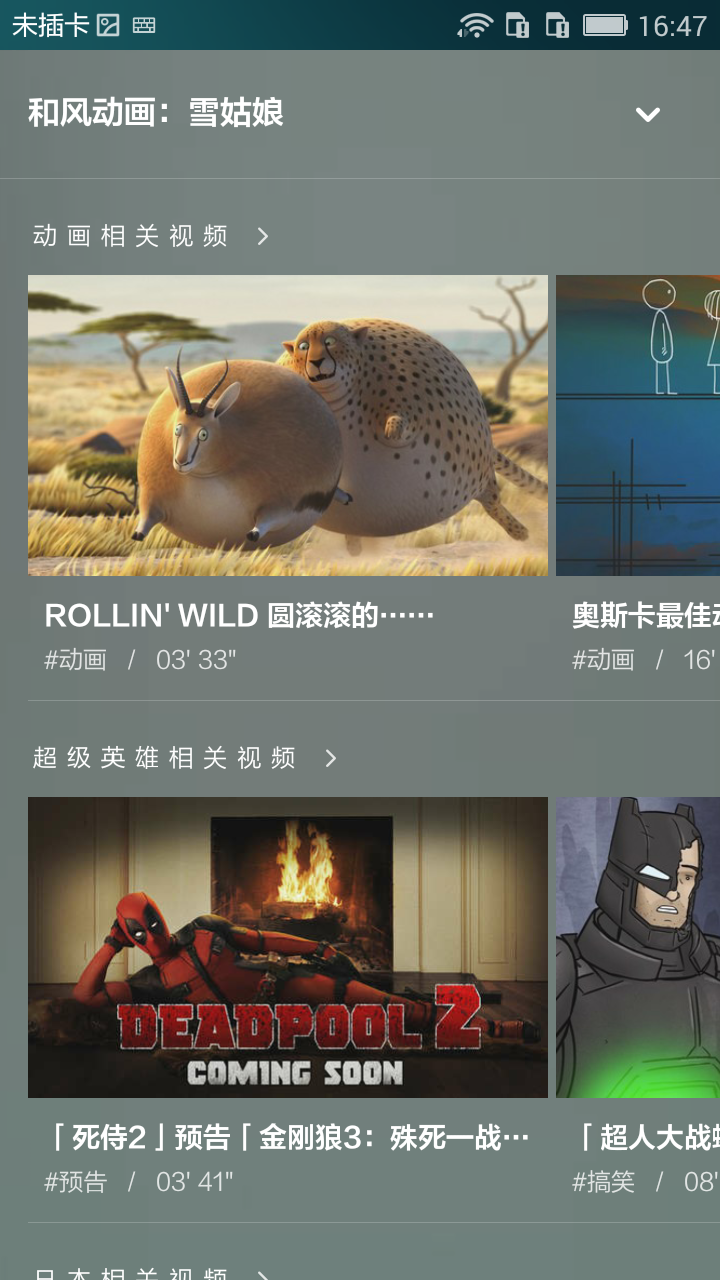 未插卡 16:47
和风动画：雪姑娘
动画相关视频
ROLLIN' WILD 圆滚滚的……
奥斯卡最佳
#动画 / 03' 33"
#动画 / 16'
超级英雄相关视频
DEADPOOL 2
COMING SOON
「死侍2」预告「金刚狼3：殊死一战…
「超人大战
#预告 / 03' 41"
#搞笑 / 08'
日本相关视频